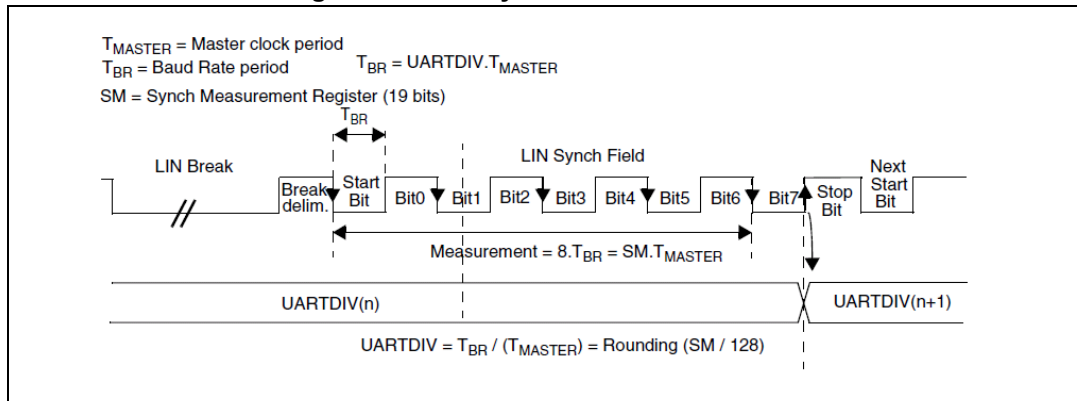 T_MASTER = Master clock period
T_BR = Baud Rate period T_BR = UARTDIV.T_MASTER
SM = Synch Measurement Register (19 bits)
T_BR
LIN Break LIN Synch Field
Break delim. Start Bit Bit0 Bit1 Bit2 Bit3 Bit4 Bit5 Bit6 Bit7 Stop Bit Next Start Bit
Measurement = 8.T_BR = SM.T_MASTER
UARTDIV(n) UARTDIV(n+1)
UARTDIV = T_BR / (T_MASTER) = Rounding (SM / 128)